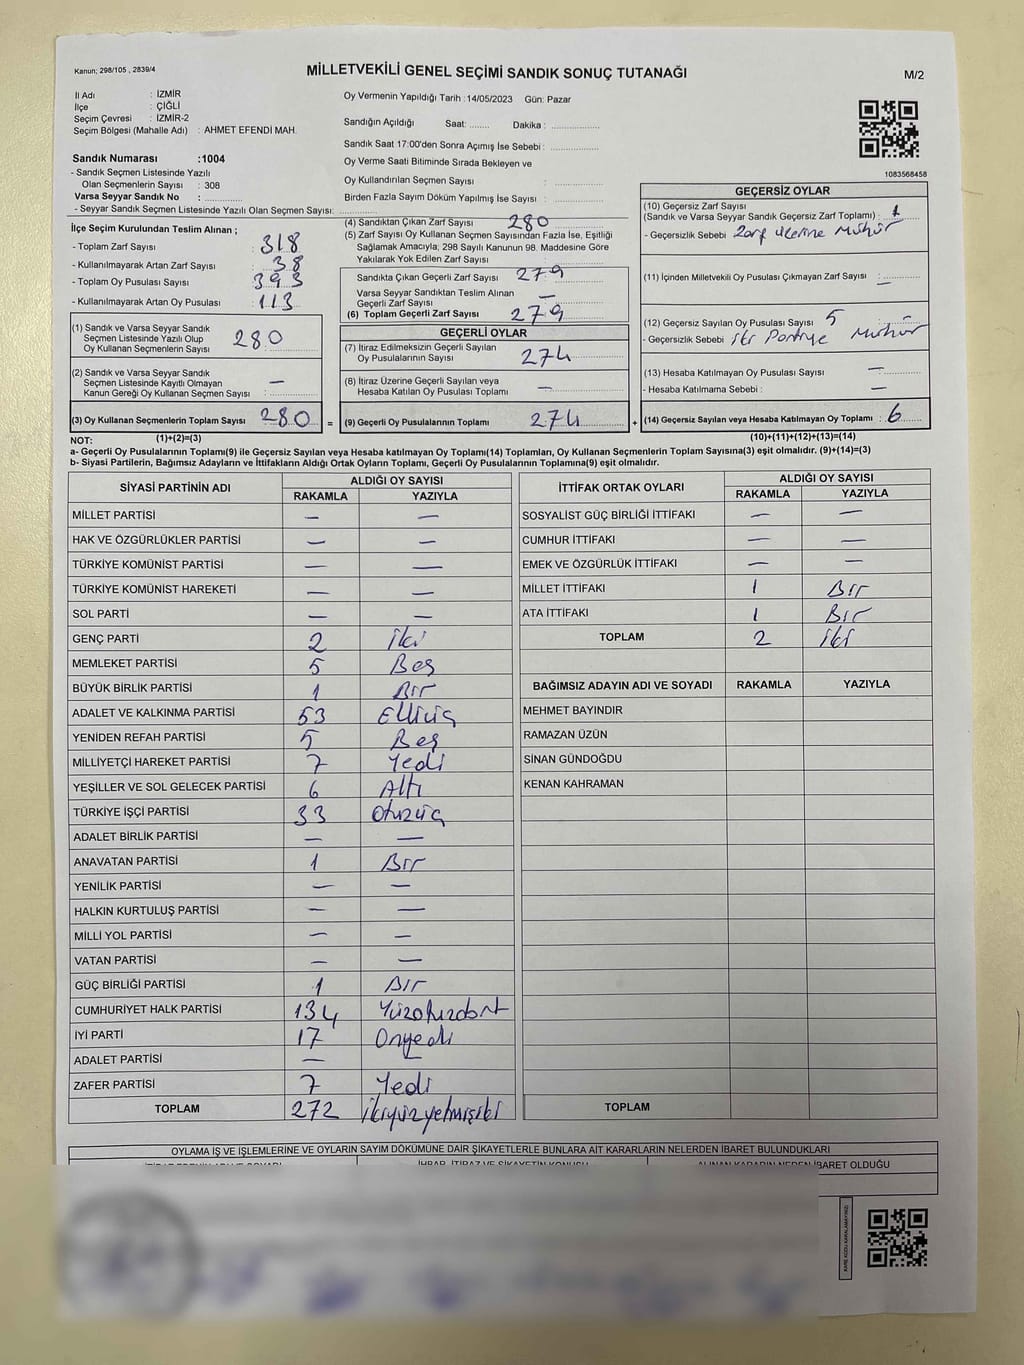 Kanun; 298/105 , 2839/4
MİLLETVEKİLİ GENEL SEÇİMİ SANDIK SONUÇ TUTANAĞI
M/2
İl Adı : İZMİR
İlçe : ÇİĞLİ
Seçim Çevresi : İZMİR-2
Seçim Bölgesi (Mahalle Adı) : AHMET EFENDİ MAH.
Sandık Numarası :1004
- Sandık Seçmen Listesinde Yazılı
Olan Seçmenlerin Sayısı : 308
Varsa Seyyar Sandık No :
- Seyyar Sandık Seçmen Listesinde Yazılı Olan Seçmen Sayısı:
Oy Vermenin Yapıldığı Tarih :14/05/2023 Gün: Pazar
Sandığın Açıldığı Saat: ........ Dakika :
Sandık Saat 17:00'den Sonra Açımış İse Sebebi :
Oy Verme Saati Bitiminde Sırada Bekleyen ve
Oy Kullandırılan Seçmen Sayısı :
Birden Fazla Sayım Döküm Yapılmış İse Sayısı :
1083568458
İlçe Seçim Kurulundan Teslim Alınan ;
- Toplam Zarf Sayısı : 318
- Kullanılmayarak Artan Zarf Sayısı : 38
- Toplam Oy Pusulası Sayısı : 393
- Kullanılmayarak Artan Oy Pusulası : 113
(1) Sandık ve Varsa Seyyar Sandık
Seçmen Listesinde Yazılı Olup
Oy Kullanan Seçmenlerin Sayısı : 280
(2) Sandık ve Varsa Seyyar Sandık
Seçmen Listesinde Kayıtlı Olmayan
Kanun Gereği Oy Kullanan Seçmen Sayısı : —
(3) Oy Kullanan Seçmenlerin Toplam Sayısı : 280 =
(4) Sandıktan Çıkan Zarf Sayısı : 280
(5) Zarf Sayısı Oy Kullanan Seçmen Sayısından Fazla İse, Eşitliği
Sağlamak Amacıyla; 298 Sayılı Kanunun 98. Maddesine Göre
Yakılarak Yok Edilen Zarf Sayısı :
Sandıkta Çıkan Geçerli Zarf Sayısı : 279
Varsa Seyyar Sandıktan Teslim Alınan
Geçerli Zarf Sayısı : —
(6) Toplam Geçerli Zarf Sayısı : 279
GEÇERLİ OYLAR
(7) İtiraz Edilmeksizin Geçerli Sayılan
Oy Pusulalarının Sayısı : 274
(8) İtiraz Üzerine Geçerli Sayılan veya
Hesaba Katılan Oy Pusulası Toplamı : —
(9) Geçerli Oy Pusulalarının Toplamı : 274 +
GEÇERSİZ OYLAR
(10) Geçersiz Zarf Sayısı
(Sandık ve Varsa Seyyar Sandık Geçersiz Zarf Toplamı) : 1
- Geçersizlik Sebebi : Zarf üzerine Mühür
(11) İçinden Milletvekili Oy Pusulası Çıkmayan Zarf Sayısı : —
(12) Geçersiz Sayılan Oy Pusulası Sayısı : 5
- Geçersizlik Sebebi : iki Partiye Mühür
(13) Hesaba Katılmayan Oy Pusulası Sayısı : —
- Hesaba Katılmama Sebebi : —
(14) Geçersiz Sayılan veya Hesaba Katılmayan Oy Toplamı : 6
NOT: (1)+(2)=(3) (10)+(11)+(12)+(13)=(14)
a- Geçerli Oy Pusulalarının Toplamı(9) ile Geçersiz Sayılan veya Hesaba Katılmayan Oy Toplamı(14) Toplamları, Oy Kullanan Seçmenlerin Toplam Sayısına(3) eşit olmalıdır. (9)+(14)=(3)
b- Siyasi Partilerin, Bağımsız Adayların ve İttifakların Aldığı Ortak Oyların Toplamı, Geçerli Oy Pusulalarının Toplamına(9) eşit olmalıdır.
SİYASİ PARTİNİN ADI ALDIĞI OY SAYISI
RAKAMLA YAZIYLA
MİLLET PARTİSİ — —
HAK VE ÖZGÜRLÜKLER PARTİSİ — —
TÜRKİYE KOMÜNİST PARTİSİ — —
TÜRKİYE KOMÜNİST HAREKETİ — —
SOL PARTİ — —
GENÇ PARTİ 2 İki
MEMLEKET PARTİSİ 5 Beş
BÜYÜK BİRLİK PARTİSİ 1 Bir
ADALET VE KALKINMA PARTİSİ 53 Elliüç
YENİDEN REFAH PARTİSİ 5 Beş
MİLLİYETÇİ HAREKET PARTİSİ 7 Yedi
YEŞİLLER VE SOL GELECEK PARTİSİ 6 Altı
TÜRKİYE İŞÇİ PARTİSİ 33 Otuzüç
ADALET BİRLİK PARTİSİ — —
ANAVATAN PARTİSİ 1 Bir
YENİLİK PARTİSİ — —
HALKIN KURTULUŞ PARTİSİ — —
MİLLİ YOL PARTİSİ — —
VATAN PARTİSİ — —
GÜÇ BİRLİĞİ PARTİSİ 1 Bir
CUMHURİYET HALK PARTİSİ 134 Yüzotuzdört
İYİ PARTİ 17 Onyedi
ADALET PARTİSİ — —
ZAFER PARTİSİ 7 Yedi
TOPLAM 272 ikiyüzyetmişiki
İTTİFAK ORTAK OYLARI ALDIĞI OY SAYISI
RAKAMLA YAZIYLA
SOSYALİST GÜÇ BİRLİĞİ İTTİFAKI — —
CUMHUR İTTİFAKI — —
EMEK VE ÖZGÜRLÜK İTTİFAKI — —
MİLLET İTTİFAKI 1 Bir
ATA İTTİFAKI 1 Bir
TOPLAM 2 iki
BAĞIMSIZ ADAYIN ADI VE SOYADI RAKAMLA YAZIYLA
MEHMET BAYINDIR
RAMAZAN ÜZÜN
SİNAN GÜNDOĞDU
KENAN KAHRAMAN
TOPLAM
OYLAMA İŞ VE İŞLEMLERİNE VE OYLARIN SAYIM DÖKÜMÜNE DAİR ŞİKAYETLERLE BUNLARA AİT KARARLARIN NELERDEN İBARET BULUNDUKLARI
İHBAR, İTİRAZ VE ŞİKAYETİN KONUSU
ALINAN KARARIN NEDEN İBARET OLDUĞU
KARE KODU KARALAMAYINIZ!